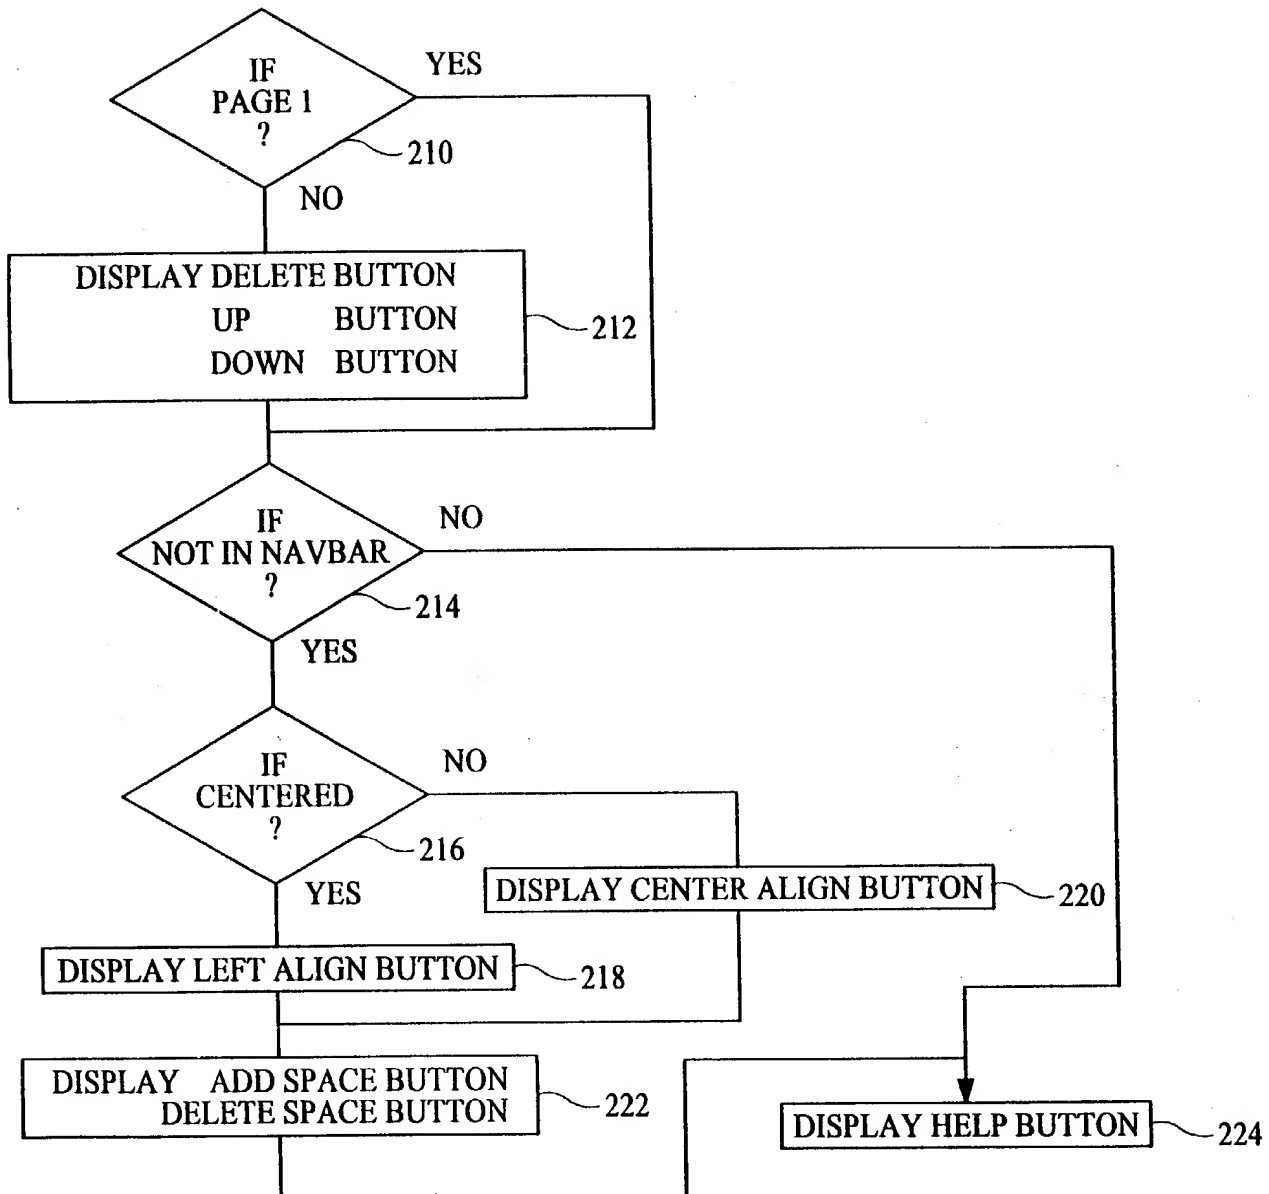 IF
PAGE 1
?
YES
210
NO
DISPLAY DELETE BUTTON
UP BUTTON
DOWN BUTTON
212
IF
NOT IN NAVBAR
?
NO
214
YES
IF
CENTERED
?
NO
216
YES
DISPLAY CENTER ALIGN BUTTON
220
DISPLAY LEFT ALIGN BUTTON
218
DISPLAY ADD SPACE BUTTON
DELETE SPACE BUTTON
222
DISPLAY HELP BUTTON
224